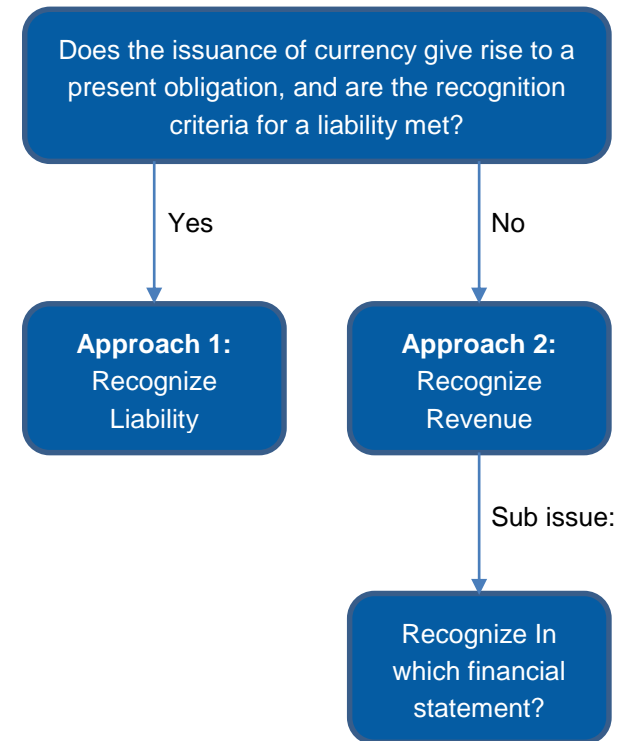 Does the issuance of currency give rise to a
present obligation, and are the recognition
criteria for a liability met?
Yes
No
Approach 1:
Recognize
Liability
Approach 2:
Recognize
Revenue
Sub issue:
Recognize In
which financial
statement?